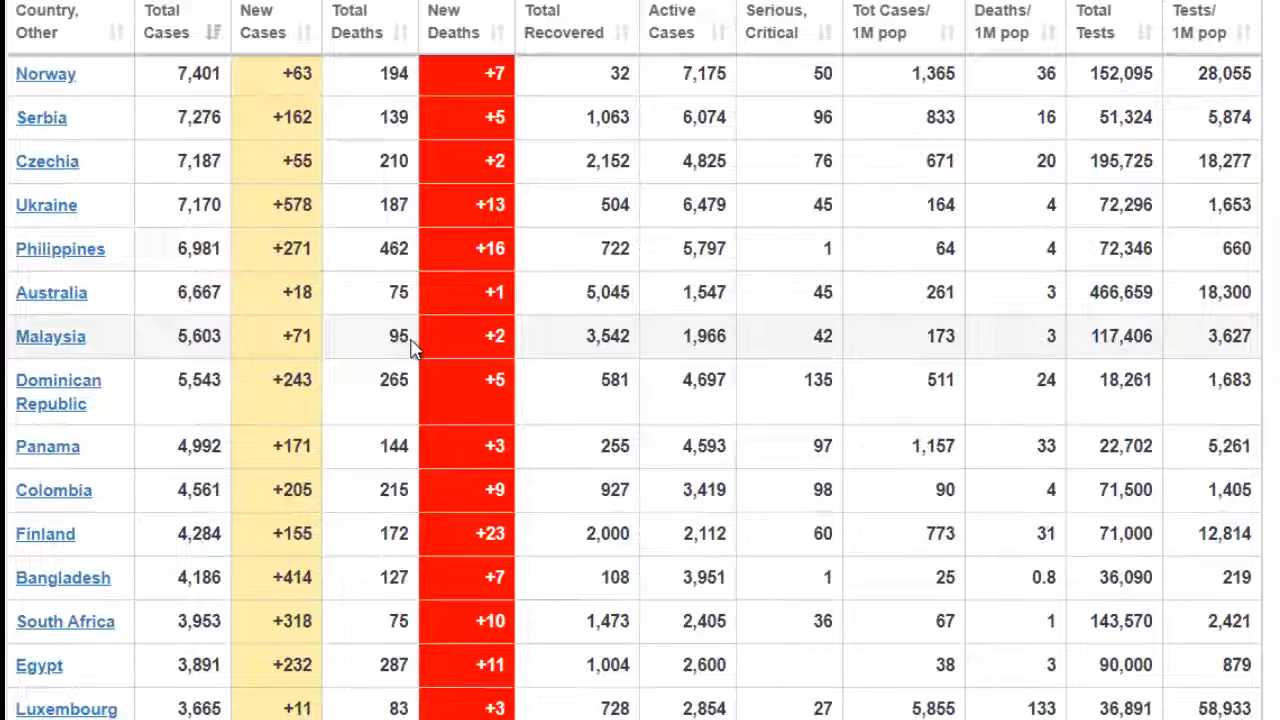 Country, Other Total Cases New Cases Total Deaths New Deaths Total Recovered Active Cases Serious, Critical Tot Cases/ 1M pop Deaths/ 1M pop Total Tests Tests/ 1M pop
Norway 7,401 +63 194 +7 32 7,175 50 1,365 36 152,095 28,055
Serbia 7,276 +162 139 +5 1,063 6,074 96 833 16 51,324 5,874
Czechia 7,187 +55 210 +2 2,152 4,825 76 671 20 195,725 18,277
Ukraine 7,170 +578 187 +13 504 6,479 45 164 4 72,296 1,653
Philippines 6,981 +271 462 +16 722 5,797 1 64 4 72,346 660
Australia 6,667 +18 75 +1 5,045 1,547 45 261 3 466,659 18,300
Malaysia 5,603 +71 95 +2 3,542 1,966 42 173 3 117,406 3,627
Dominican Republic 5,543 +243 265 +5 581 4,697 135 511 24 18,261 1,683
Panama 4,992 +171 144 +3 255 4,593 97 1,157 33 22,702 5,261
Colombia 4,561 +205 215 +9 927 3,419 98 90 4 71,500 1,405
Finland 4,284 +155 172 +23 2,000 2,112 60 773 31 71,000 12,814
Bangladesh 4,186 +414 127 +7 108 3,951 1 25 0.8 36,090 219
South Africa 3,953 +318 75 +10 1,473 2,405 36 67 1 143,570 2,421
Egypt 3,891 +232 287 +11 1,004 2,600 38 3 90,000 879
Luxembourg 3,665 +11 83 +3 728 2,854 27 5,855 133 36,891 58,933